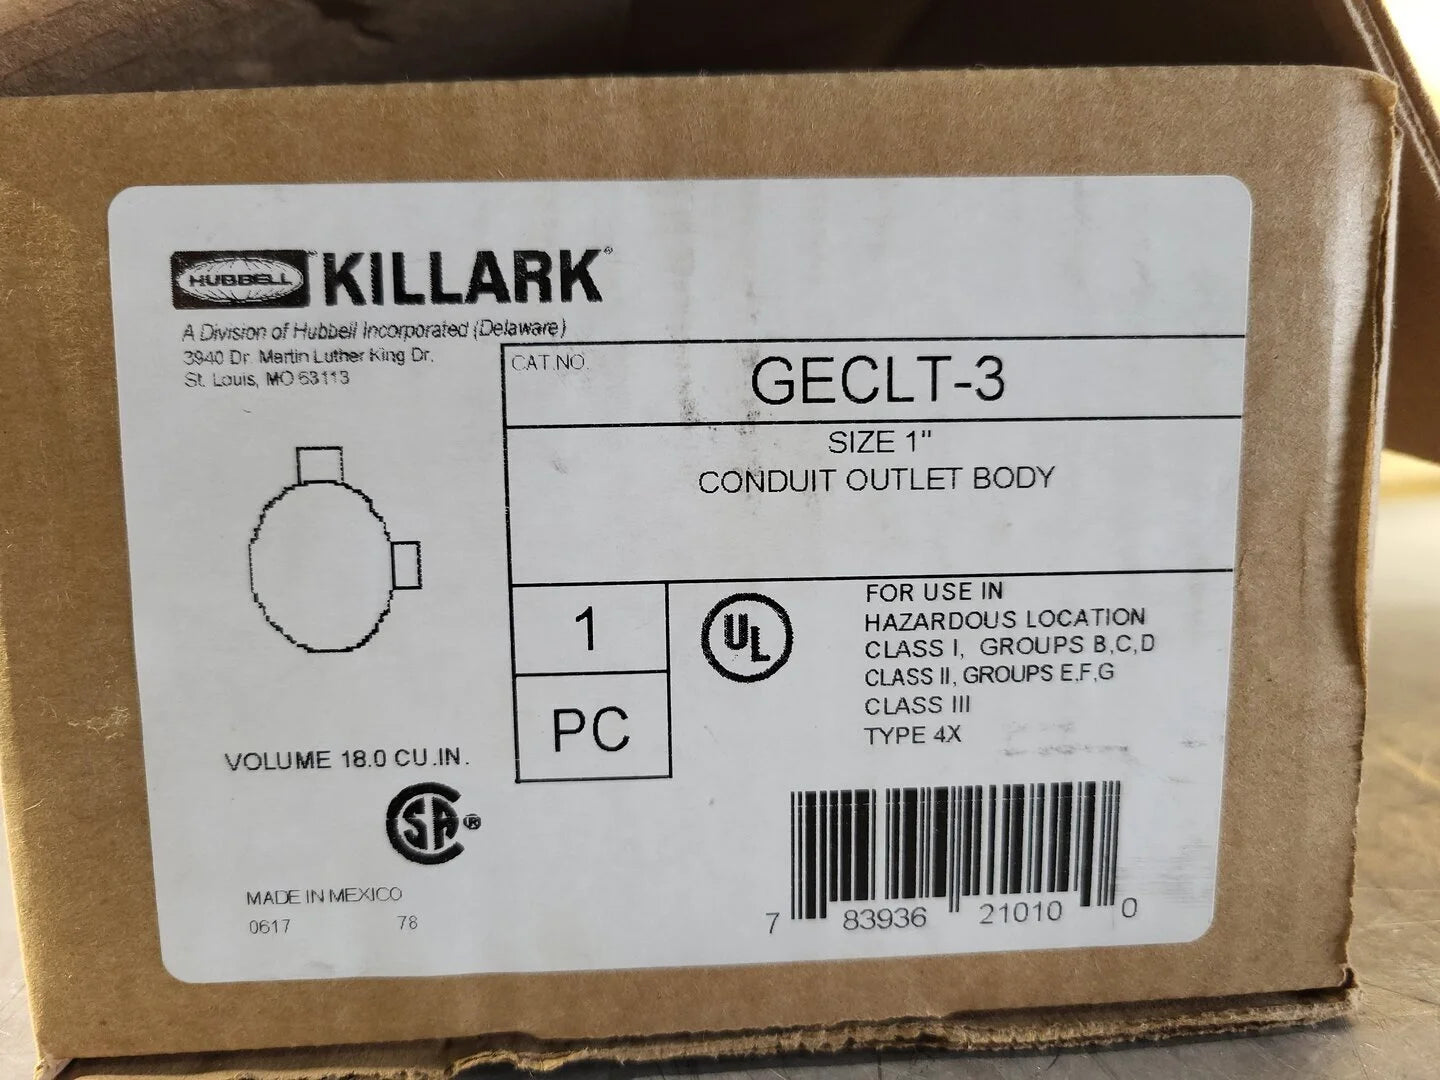 HUBBELL KILLARK®
A Division of Hubbell Incorporated (Delaware)
3940 Dr. Martin Luther King Dr.
St. Louis, MO 63113
CAT.NO.
GECLT-3
SIZE 1"
CONDUIT OUTLET BODY
1
PC
UL
FOR USE IN
HAZARDOUS LOCATION
CLASS I, GROUPS B,C,D
CLASS II, GROUPS E,F,G
CLASS III
TYPE 4X
VOLUME 18.0 CU.IN.
SA®
MADE IN MEXICO
0617 78
7 83936 21010 0